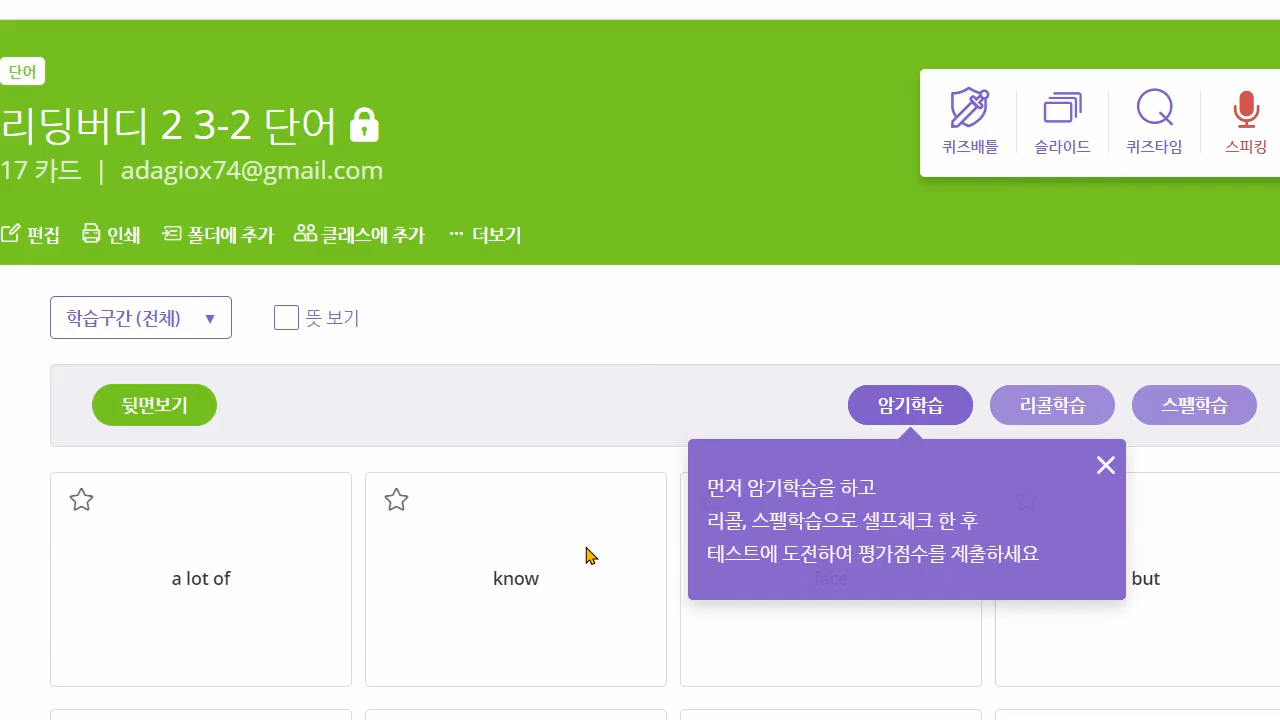 단어
리딩버디 2 3-2 단어
17 카드 | adagiox74@gmail.com
편집 인쇄 폴더에 추가 클래스에 추가 ··· 더보기
퀴즈배틀 슬라이드 퀴즈타임 스피킹
학습구간 (전체) ▼ 뜻 보기
뒷면보기 암기학습 리콜학습 스펠학습
먼저 암기학습을 하고
리콜, 스펠학습으로 셀프체크 한 후
테스트에 도전하여 평가점수를 제출하세요
a lot of know face but